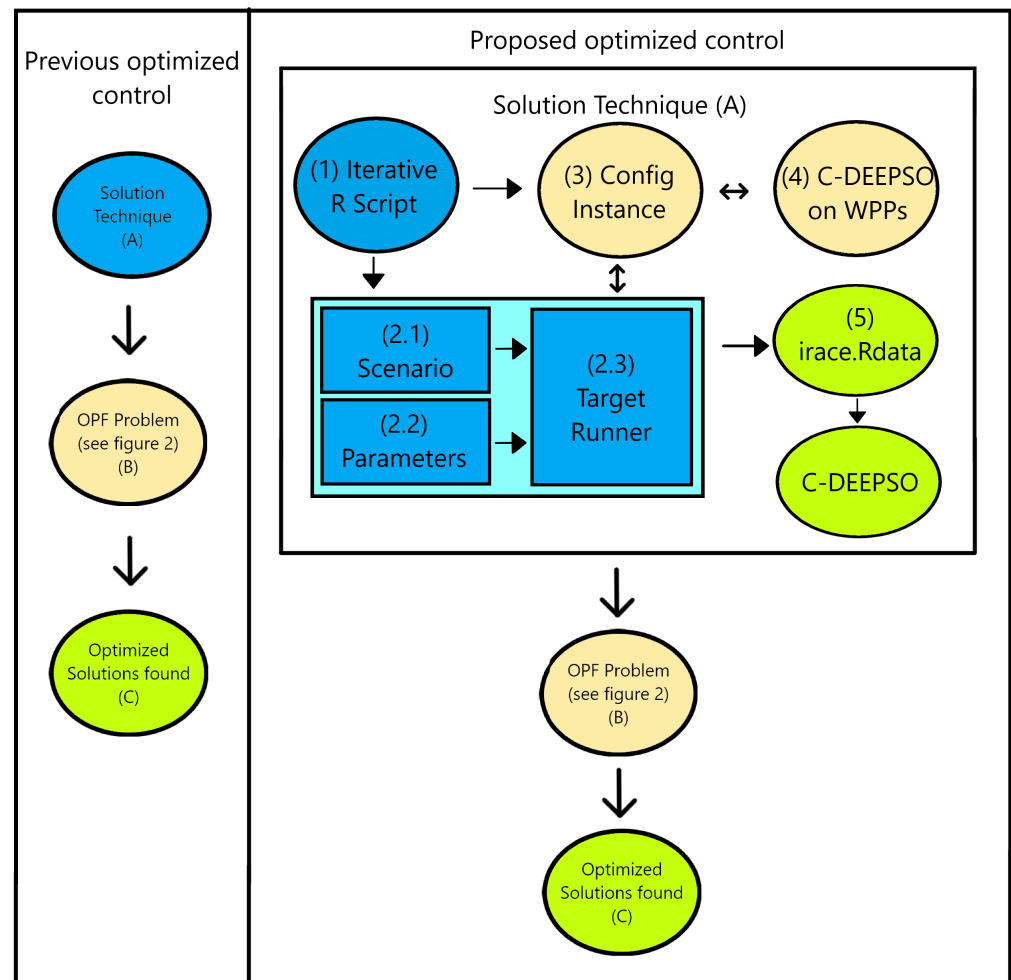 Previous optimized
control
Solution
Technique
(A)
OPF Problem
(see figure 2)
(B)
Optimized
Solutions found
(C)
Proposed optimized control
Solution Technique (A)
(1) Iterative
R Script
(3) Config
Instance
(4) C-DEEPSO
on WPPs
(2.1)
Scenario
(2.2)
Parameters
(2.3)
Target
Runner
(5)
irace.Rdata
C-DEEPSO
OPF Problem
(see figure 2)
(B)
Optimized
Solutions found
(C)